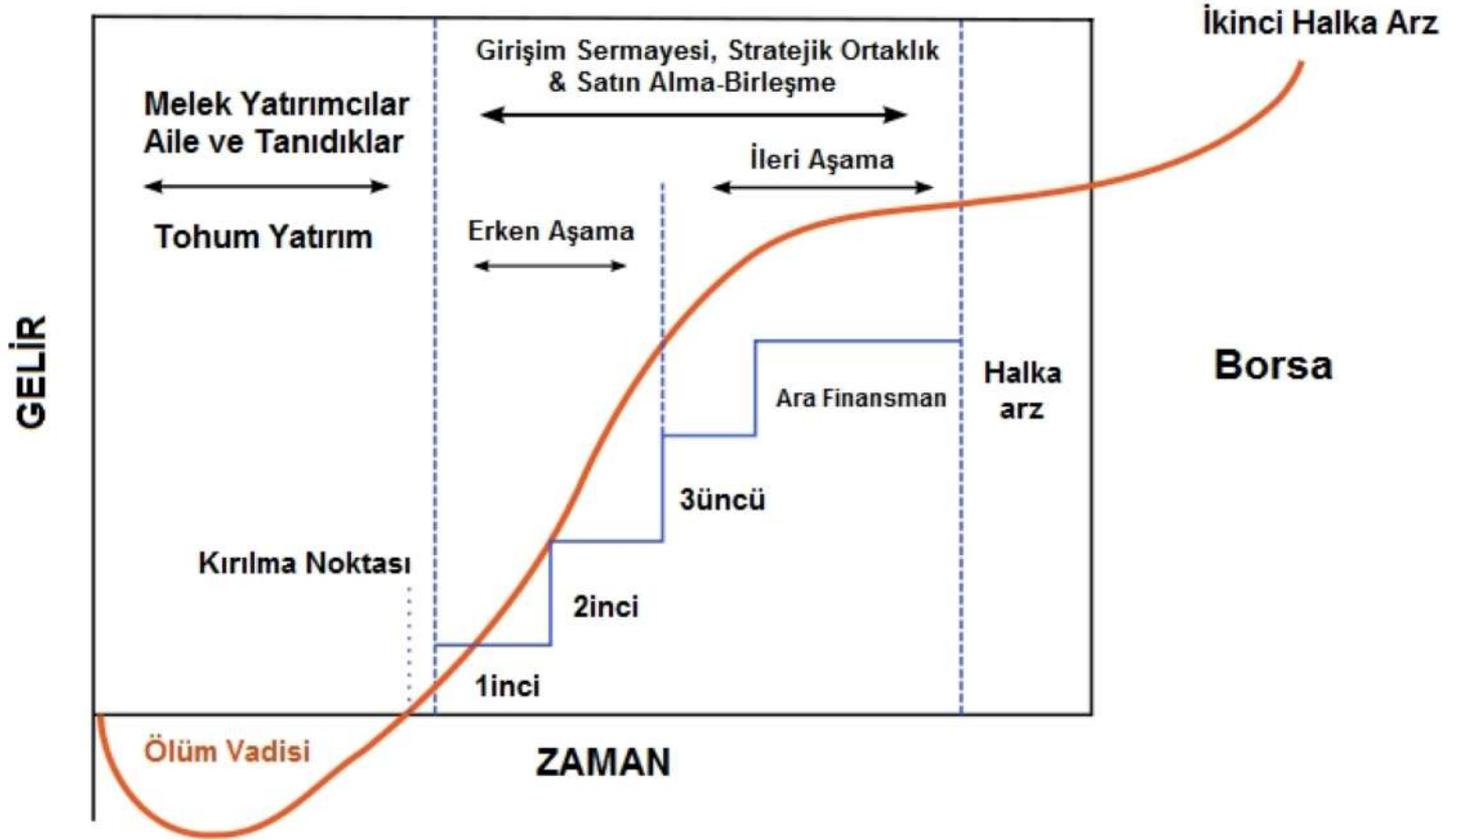 İkinci Halka Arz
Girişim Sermayesi, Stratejik Ortaklık
& Satın Alma-Birleşme
Melek Yatırımcılar
Aile ve Tanıdıklar
İleri Aşama
Tohum Yatırım
Erken Aşama
GELİR
Borsa
Halka
arz
Ara Finansman
3üncü
Kırılma Noktası
2inci
1inci
Ölüm Vadisi
ZAMAN